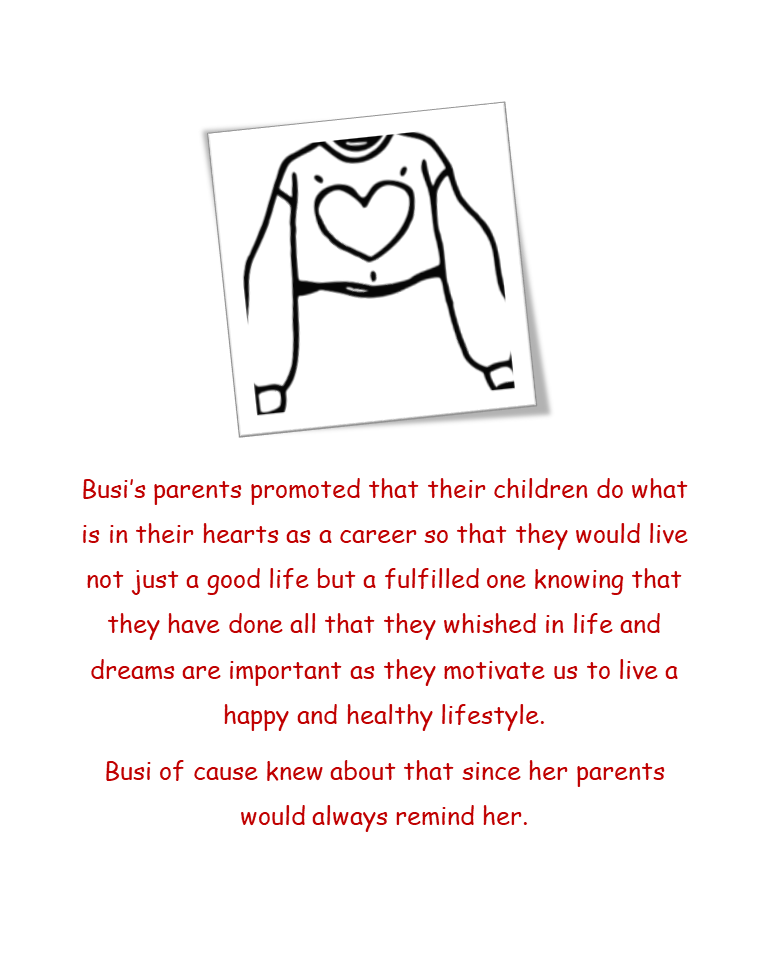 Busi's parents promoted that their children do what
is in their hearts as a career so that they would live
not just a good life but a fulfilled one knowing that
they have done all that they whished in life and
dreams are important as they motivate us to live a
happy and healthy lifestyle.
Busi of cause knew about that since her parents
would always remind her.